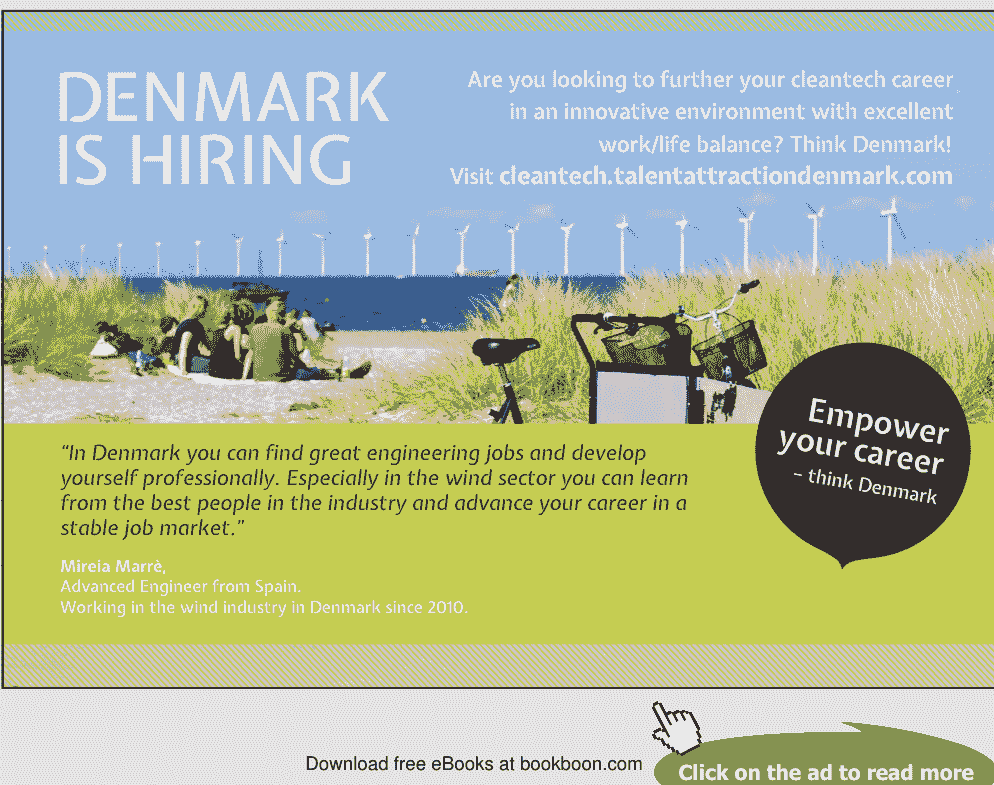 DENMARK
IS HIRING
Are you looking to further your cleantech career
in an innovative environment with excellent
work/life balance? Think Denmark!
Visit cleantech.talentattractiondenmark.com
“In Denmark you can find great engineering jobs and develop
yourself professionally. Especially in the wind sector you can learn
from the best people in the industry and advance your career in a
stable job market.”
Mireia Marrè,
Advanced Engineer from Spain.
Working in the wind industry in Denmark since 2010.
Empower
your career
– think Denmark
Download free eBooks at bookboon.com
Click on the ad to read more